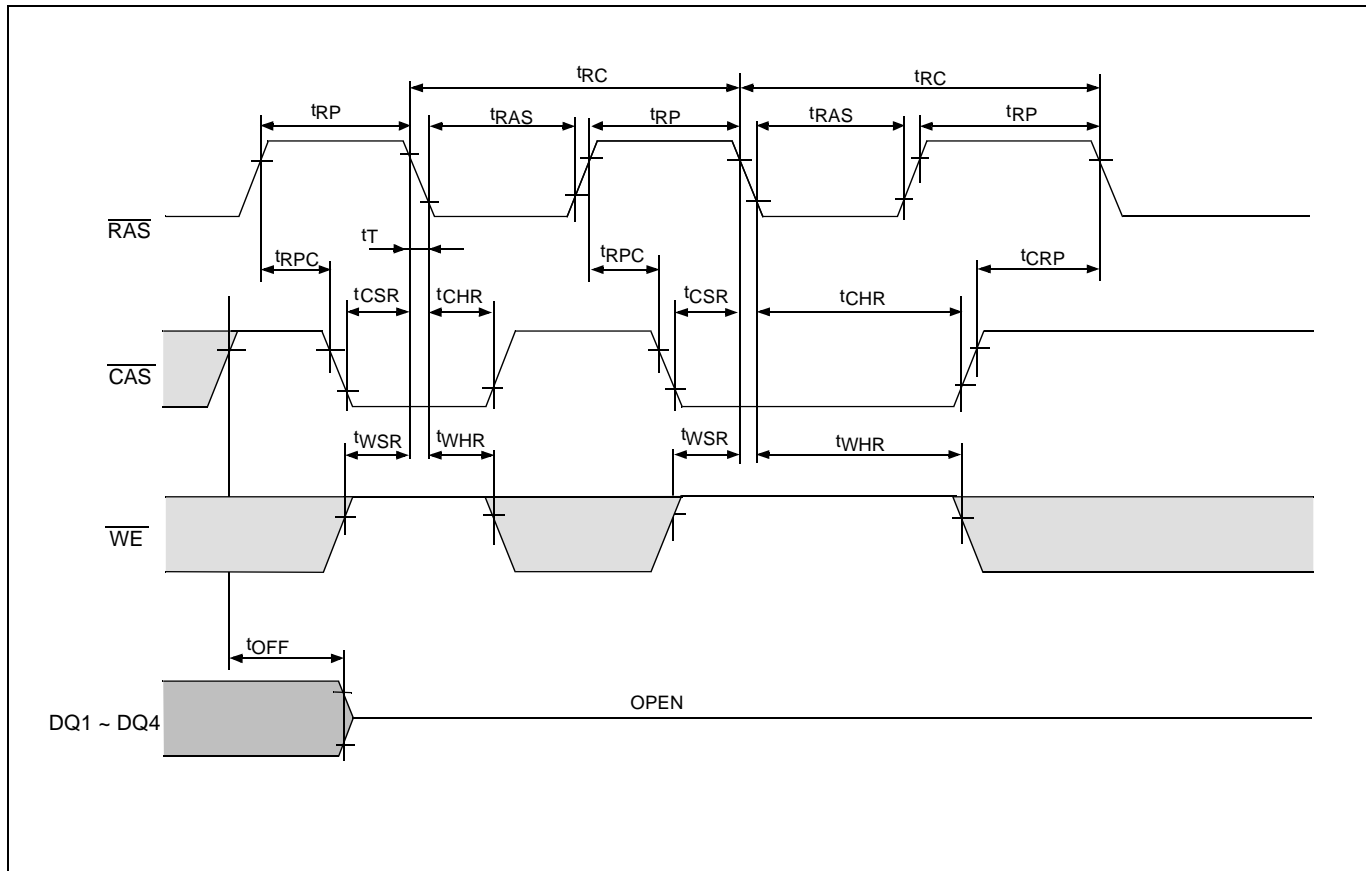 tRC tRC
tRP tRAS tRP tRAS tRP
RAS
tT
tRPC tRPC tCRP
tCSR tCHR tCSR tCHR
CAS
tWSR tWHR tWSR tWHR
WE
tOFF
OPEN
DQ1 ~ DQ4